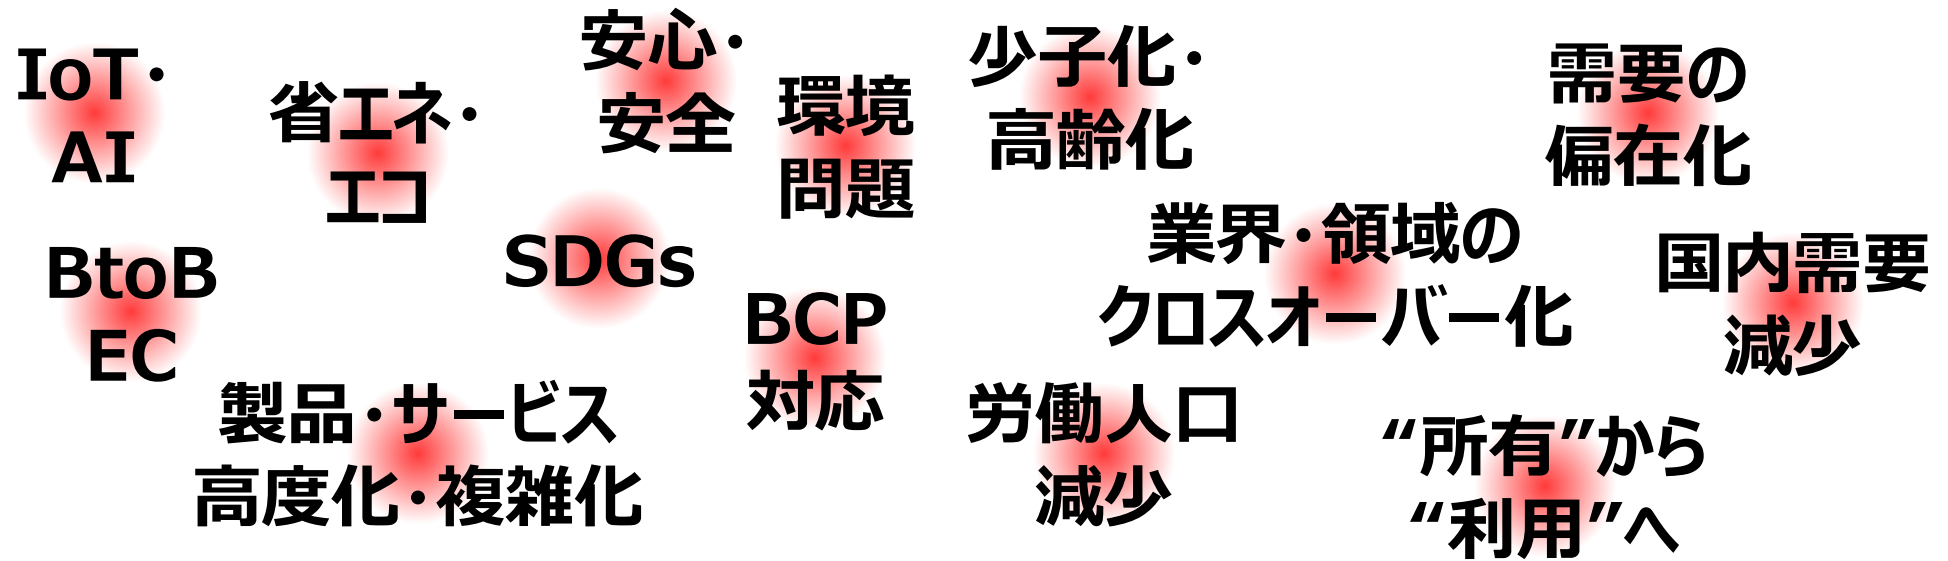 IoT・
AI
省エネ・
エコ
安心・
安全
環境
問題
少子化・
高齢化
需要の
偏在化
BtoB
EC
SDGs
BCP
対応
業界・領域の
クロスオーバー化
国内需要
減少
製品・サービス
高度化・複雑化
労働人口
減少
“所有”から
“利用”へ